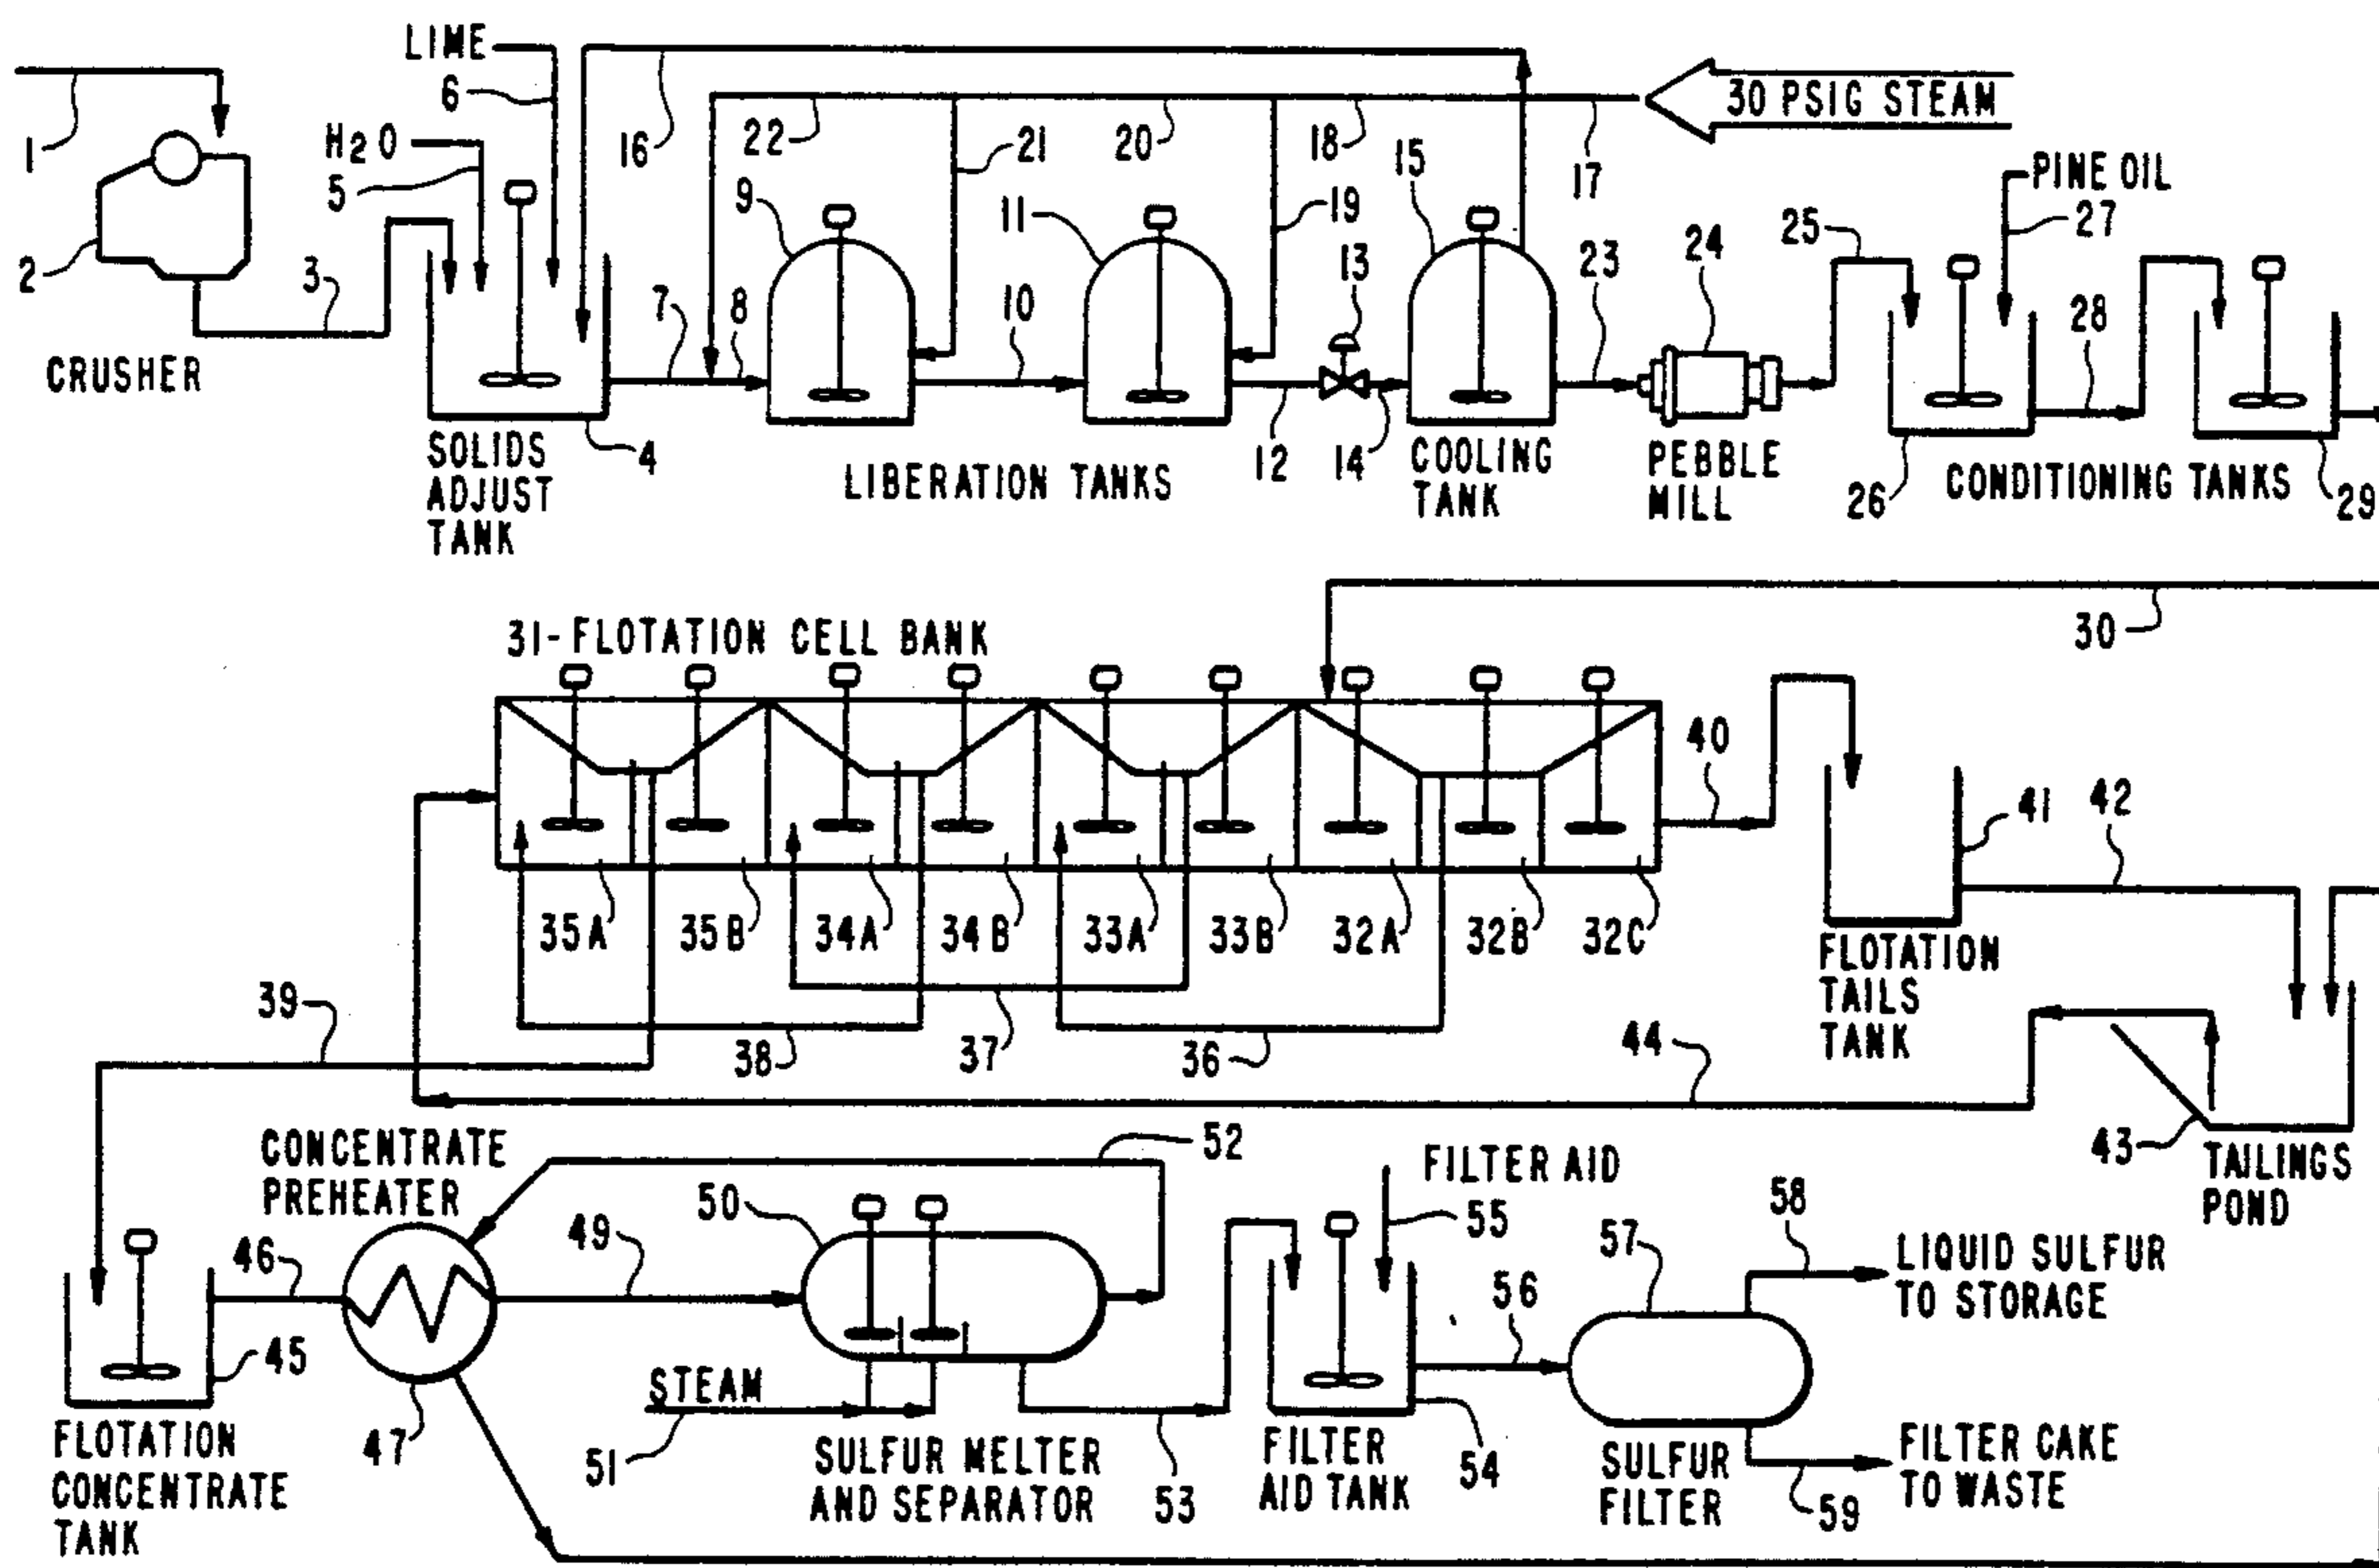 LIME
6
16
30 PSIG STEAM
1
H2O
5
22
21
20
18
15
17
PINE OIL
27
2
3
9
11
19
13
23
24
25
7
8
10
28
CRUSHER
SOLIDS
ADJUST
TANK
4
LIBERATION TANKS
12
14
COOLING
TANK
PEBBLE
MILL
26
CONDITIONING TANKS
29
30
31-FLOTATION CELL BANK
40
41
42
35A
35B
34A
34B
33A
33B
32A
32B
32C
FLOTATION
TAILS
TANK
39
38
37
36
44
43
TAILINGS
POND
CONCENTRATE
PREHEATER
52
FILTER AID
55
46
49
50
58
57
LIQUID SULFUR
TO STORAGE
56
45
STEAM
51
47
FLOTATION
CONCENTRATE
TANK
SULFUR MELTER
AND SEPARATOR
53
FILTER
AID TANK
54
SULFUR
FILTER
FILTER CAKE
TO WASTE
59